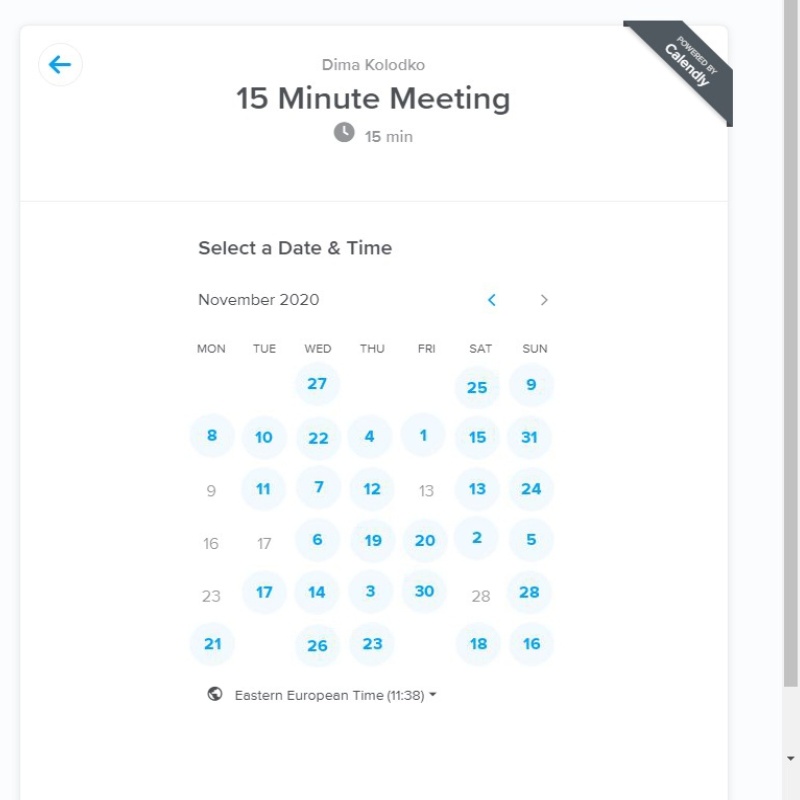 POWERED BY
Calendly
Dima Kolodko
15 Minute Meeting
15 min
Select a Date & Time
November 2020
MON TUE WED THU FRI SAT SUN
27 25 9
8 10 22 4 1 15 31
9 11 7 12 13 13 24
16 17 6 19 20 2 5
23 17 14 3 30 28 28
21 26 23 18 16
Eastern European Time (11:38)